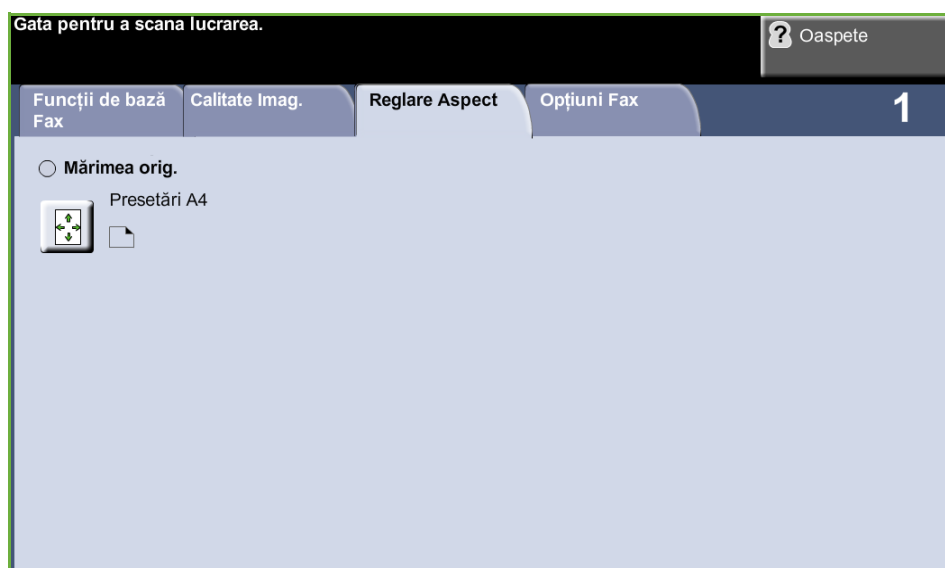 Gata pentru a scana lucrarea.
? Oaspete
Funcții de bază Fax
Calitate Imag.
Reglare Aspect
Opțiuni Fax
1
Mărimea orig.
Presetări A4